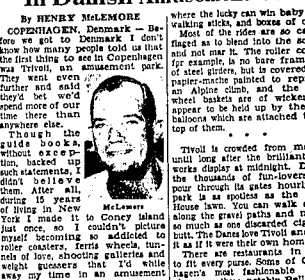 By HENRY McLEMORE
COPENHAGEN, Denmark — Be-
fore we got to Denmark I don't
know how many people told us that
the first thing to see in Copenhagen
was Trivoli, an amusement park.
They went even
further and said
they'd bet we'd
spend more of our
time there than
anywhere else.
Though the
guide books,
without excep-
tion, backed up
such statements, I
didn't believe
them. After all,
during 15 years
of living in New
York I made it
just once, so I
McLemore
to Coney island
couldn't picture
myself becoming so addicted to
roller coasters, ferris wheels, tun-
nels of love, shooting galleries and
weight guessers that I'd while
away my time in an amusement
where the lucky can win baby
walking sticks, and boxes of
Most of the rides are so ca
flaged as to blend into the
and not mar it. The roller co
for example, is no bare fram
of steel girders, but is covered
papier-mache painted to rep
an Alpine climb, and the
wheel baskets are of wicker
appear to be held up by the
balloons which are attached t
top of them.
Tivoli is crowded from m
until long after the brilliant
works display at midnight. D
the thousands of fun-lovers
pour through its gates hour
park is as spotless as the
You can walk
along the gravel paths and n
so much as one discarded ci
butt. The Danes love Tivoli an
it as if it were their own hom
There are restaurants i
to fit every purse. Some of
hagen's most fashionable